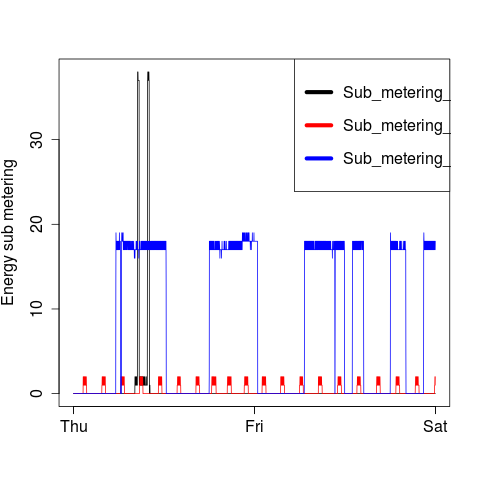 Sub_metering_
Sub_metering_
Sub_metering_
Energy sub metering
30
20
10
0
Thu Fri Sat